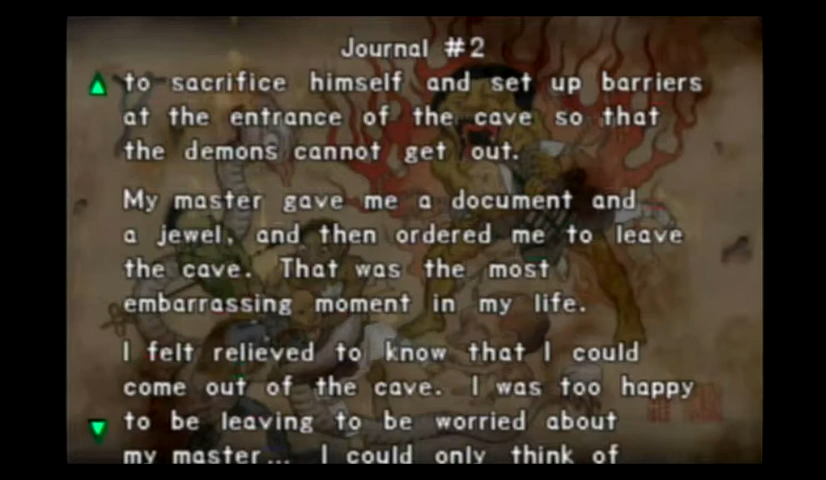 Journal #2
to sacrifice himself and set up barriers
at the entrance of the cave so that
the demons cannot get out.
My master gave me a document and
a jewel, and then ordered me to leave
the cave. That was the most
embarrassing moment in my life.
I felt relieved to know that I could
come out of the cave. I was too happy
to be leaving to be worried about
my master... I could only think of